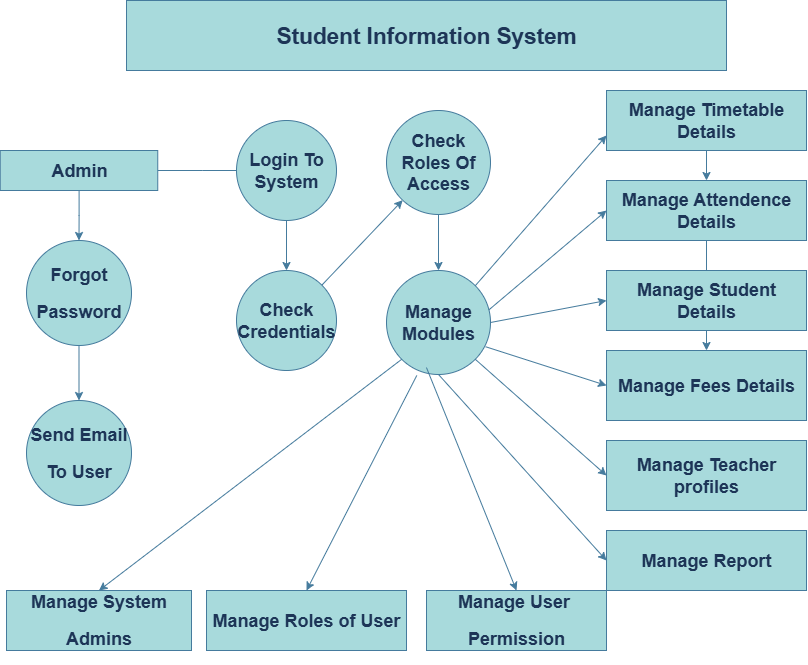 Student Information System
Admin
Login To
System
Check
Roles Of
Access
Manage Timetable
Details
Manage Attendence
Details
Forgot
Password
Check
Credentials
Manage
Modules
Manage Student
Details
Manage Fees Details
Send Email
To User
Manage Teacher
profiles
Manage Report
Manage System
Admins
Manage Roles of User
Manage User
Permission